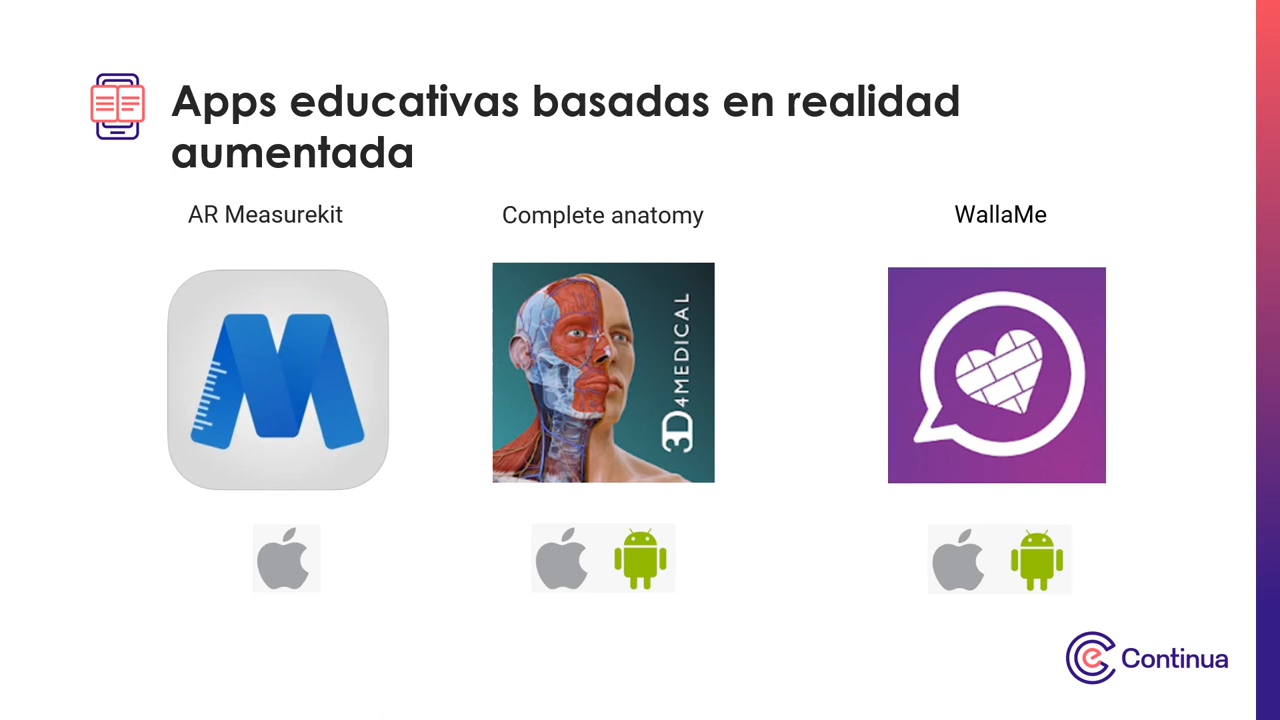 Apps educativas basadas en realidad
aumentada
AR Measurekit
Complete anatomy
WallaMe
3D4MEDICAL
Continua